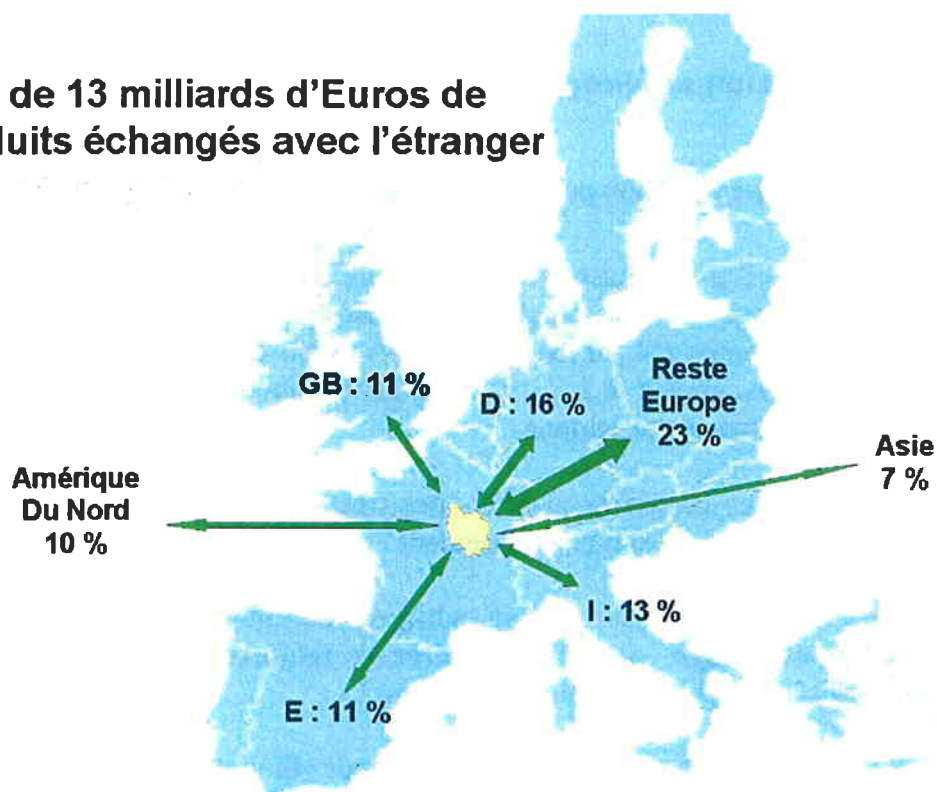 de 13 milliards d'Euros de
duits échangés avec l'étranger
GB : 11 %
D : 16 %
Reste
Europe
23 %
Asie
7 %
Amérique
Du Nord
10 %
I : 13 %
E : 11 %